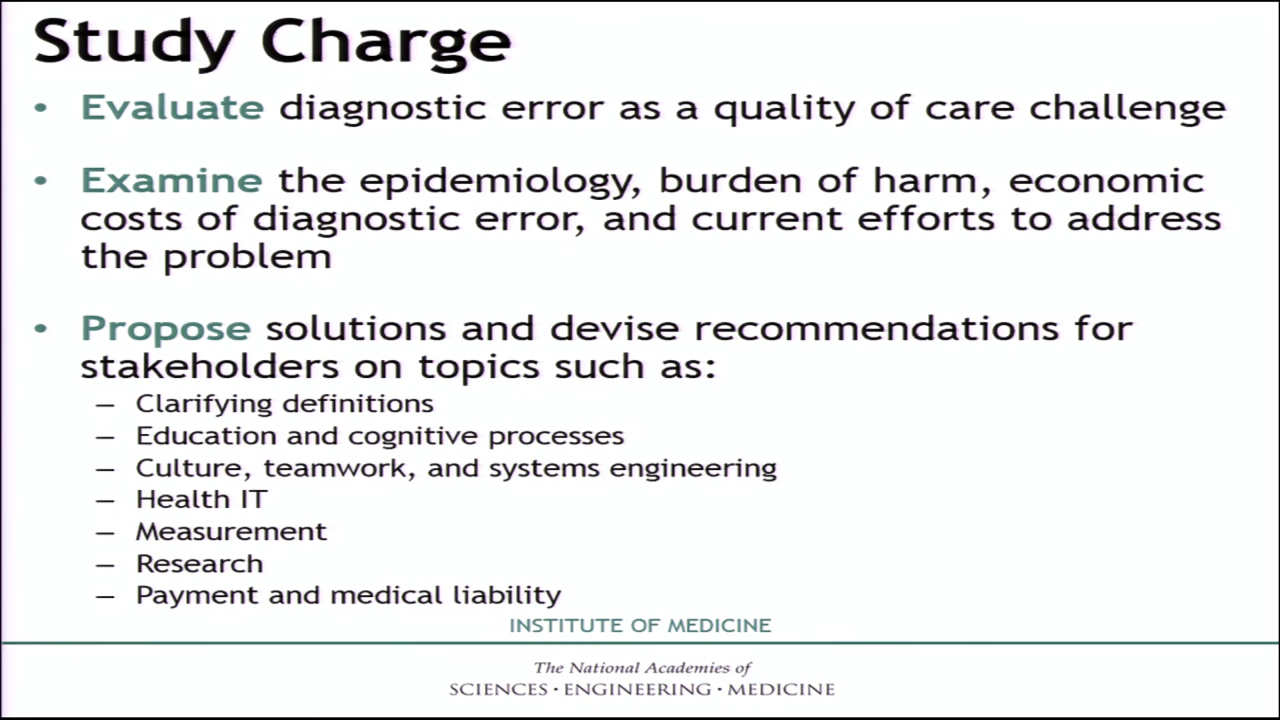 Study Charge
• Evaluate diagnostic error as a quality of care challenge
• Examine the epidemiology, burden of harm, economic
costs of diagnostic error, and current efforts to address
the problem
• Propose solutions and devise recommendations for
stakeholders on topics such as:
– Clarifying definitions
– Education and cognitive processes
– Culture, teamwork, and systems engineering
– Health IT
– Measurement
– Research
– Payment and medical liability
INSTITUTE OF MEDICINE
The National Academies of
SCIENCES · ENGINEERING · MEDICINE